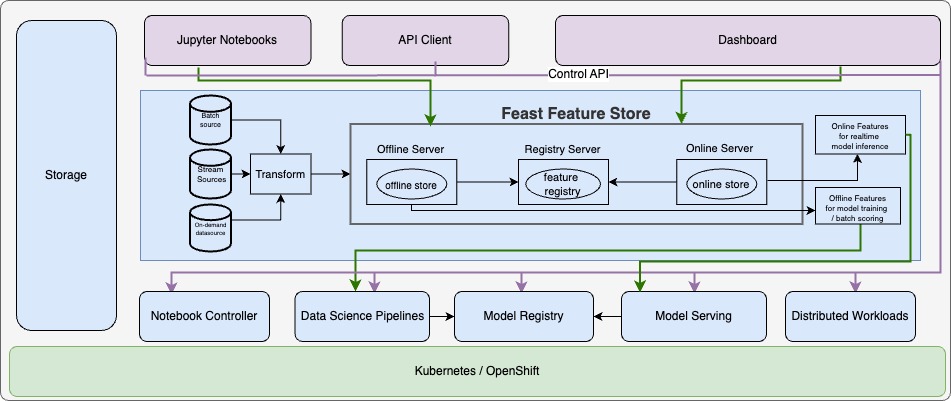 Jupyter Notebooks
API Client
Dashboard
Control API
Storage
Feast Feature Store
Batch
source
Stream
Sources
On-demand
datasource
Transform
Offline Server
offline store
Registry Server
feature
registry
Online Server
online store
Online Features
for realtime
model inference
Offline Features
for model training
/ batch scoring
Notebook Controller
Data Science Pipelines
Model Registry
Model Serving
Distributed Workloads
Kubernetes / OpenShift